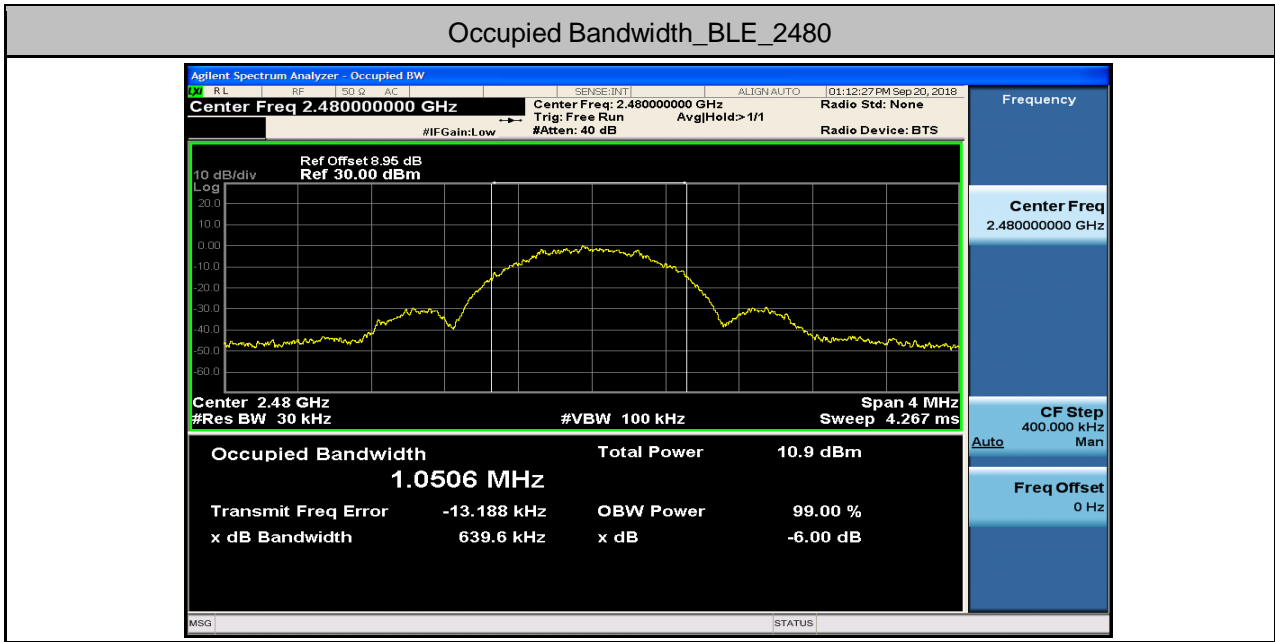 Occupied Bandwidth_BLE_2480
Agilent Spectrum Analyzer - Occupied BW
LXI RL RF 50 Ω AC SENSE:INT ALIGN AUTO 01:12:27 PM Sep 20, 2018
Center Freq 2.480000000 GHz Center Freq: 2.480000000 GHz Radio Std: None
Trig: Free Run Avg|Hold:>1/1
#IFGain:Low #Atten: 40 dB Radio Device: BTS
Ref Offset 8.95 dB
10 dB/div Ref 30.00 dBm
Log
20.0
10.0
0.00
-10.0
-20.0
-30.0
-40.0
-50.0
-60.0
Center 2.48 GHz Span 4 MHz
#Res BW 30 kHz #VBW 100 kHz Sweep 4.267 ms
Occupied Bandwidth Total Power 10.9 dBm
1.0506 MHz
Transmit Freq Error -13.188 kHz OBW Power 99.00 %
x dB Bandwidth 639.6 kHz x dB -6.00 dB
Frequency
Center Freq
2.480000000 GHz
CF Step
400.000 kHz
Auto Man
Freq Offset
0 Hz
MSG STATUS